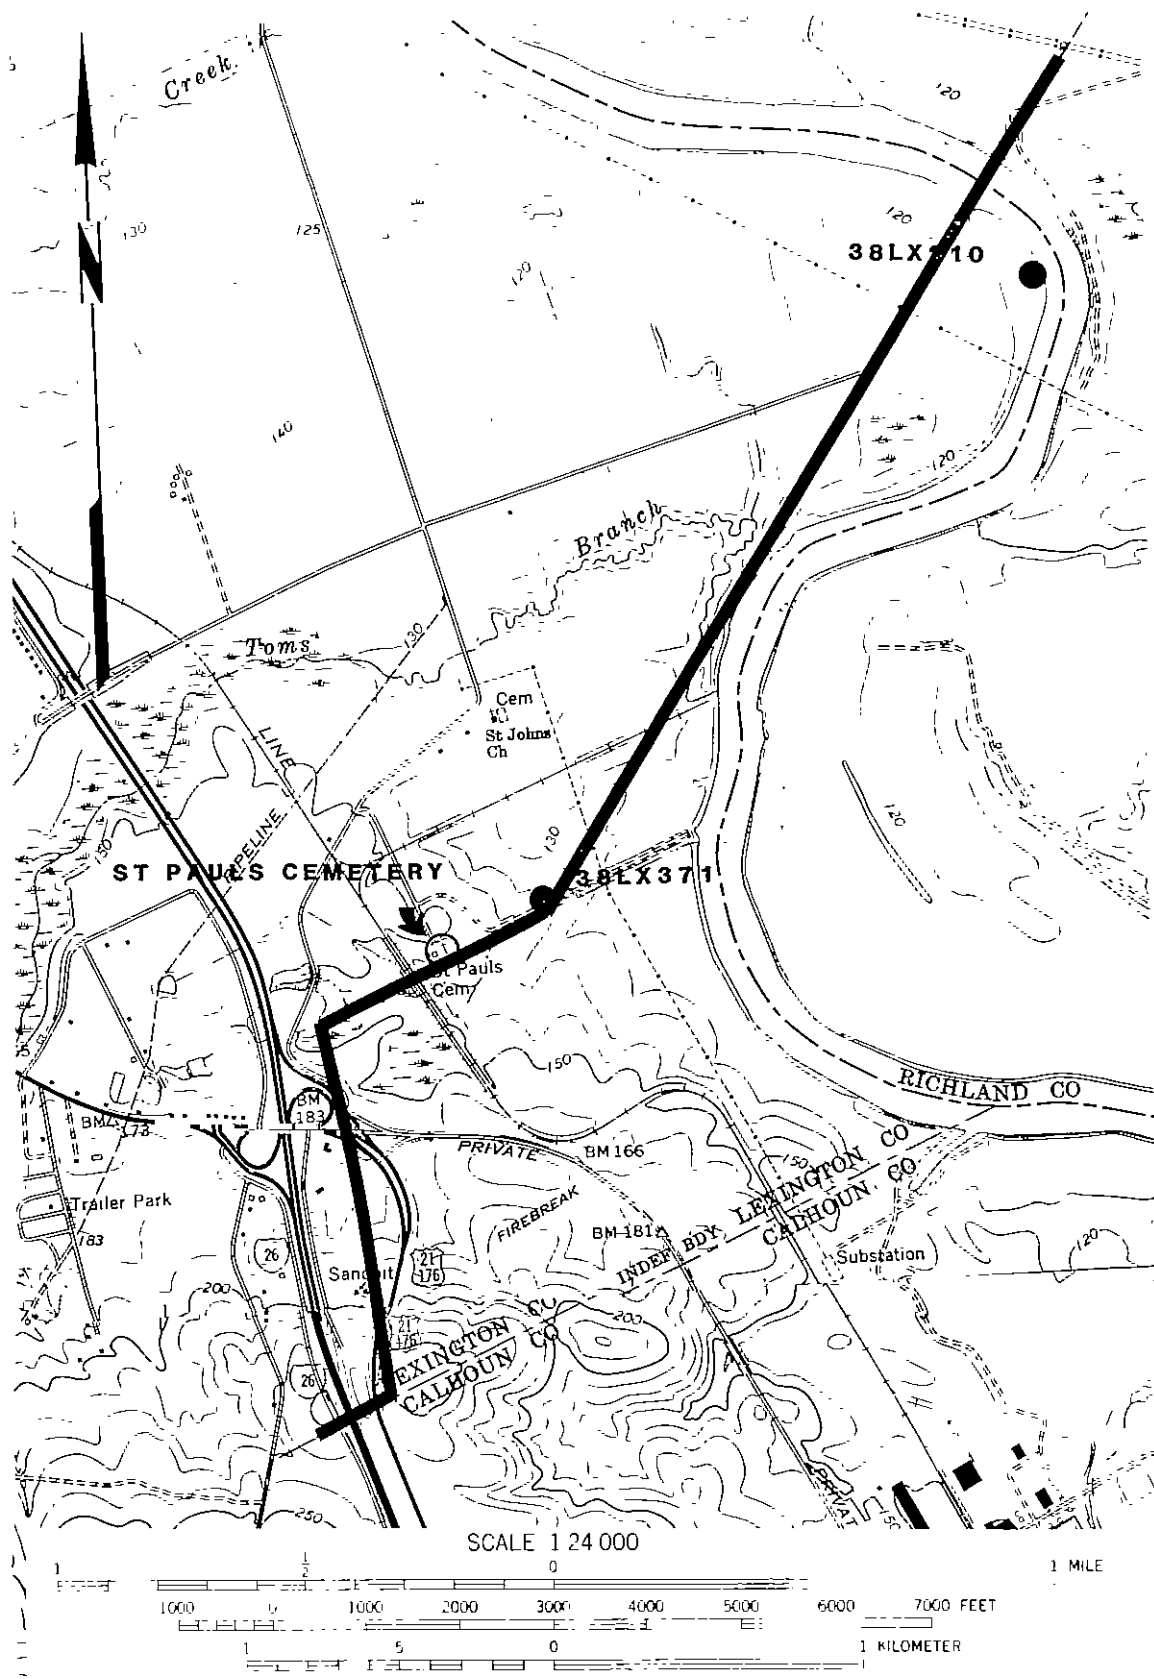 Creek
120
N
130
125
120
120
38LX210
140
120
Branch
Toms
130
Cem
St Johns
Ch
LINE
PIPELINE
120
130
150
ST PAULS CEMETERY
38LX371
St Pauls
Cem
150
RICHLAND CO
BM
183
BM
173
PRIVATE
BM 166
150
LEXINGTON CO
CALHOUN CO
Trailer Park
183
FIREBREAK
BM 181
INDEF BDY
120
26
21
176
Substation
200
200
21
176
LEXINGTON CO
CALHOUN CO
26
250
150
SCALE 1 24 000
1
1/2
0
1 MILE
1000
0
1000
2000
3000
4000
5000
6000
7000 FEET
1
5
0
1 KILOMETER